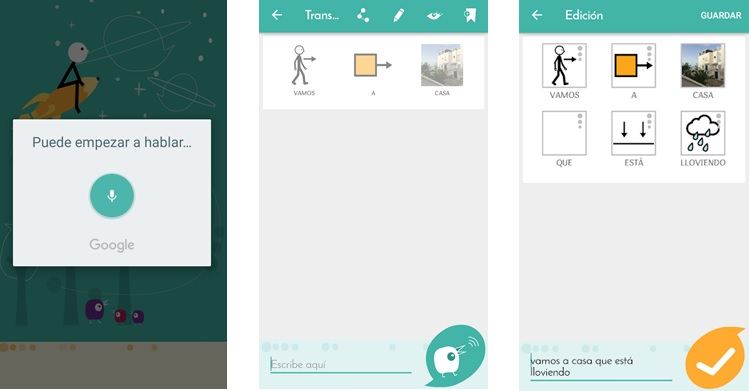 Puede empezar a hablar...
Google
Trans...
VAMOS
A
CASA
Escribe aquí
Edición
GUARDAR
VAMOS
A
CASA
QUE
ESTÁ
LLOVIENDO
vamos a casa que está
lloviendo